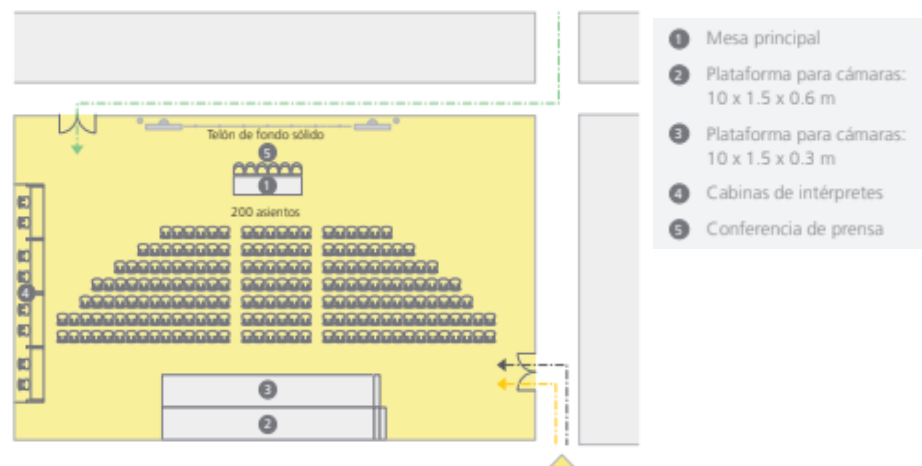 Telón de fondo sólido
5
1
200 asientos
4
3
2
1 Mesa principal
2 Plataforma para cámaras:
10 x 1.5 x 0.6 m
3 Plataforma para cámaras:
10 x 1.5 x 0.3 m
4 Cabinas de intérpretes
5 Conferencia de prensa